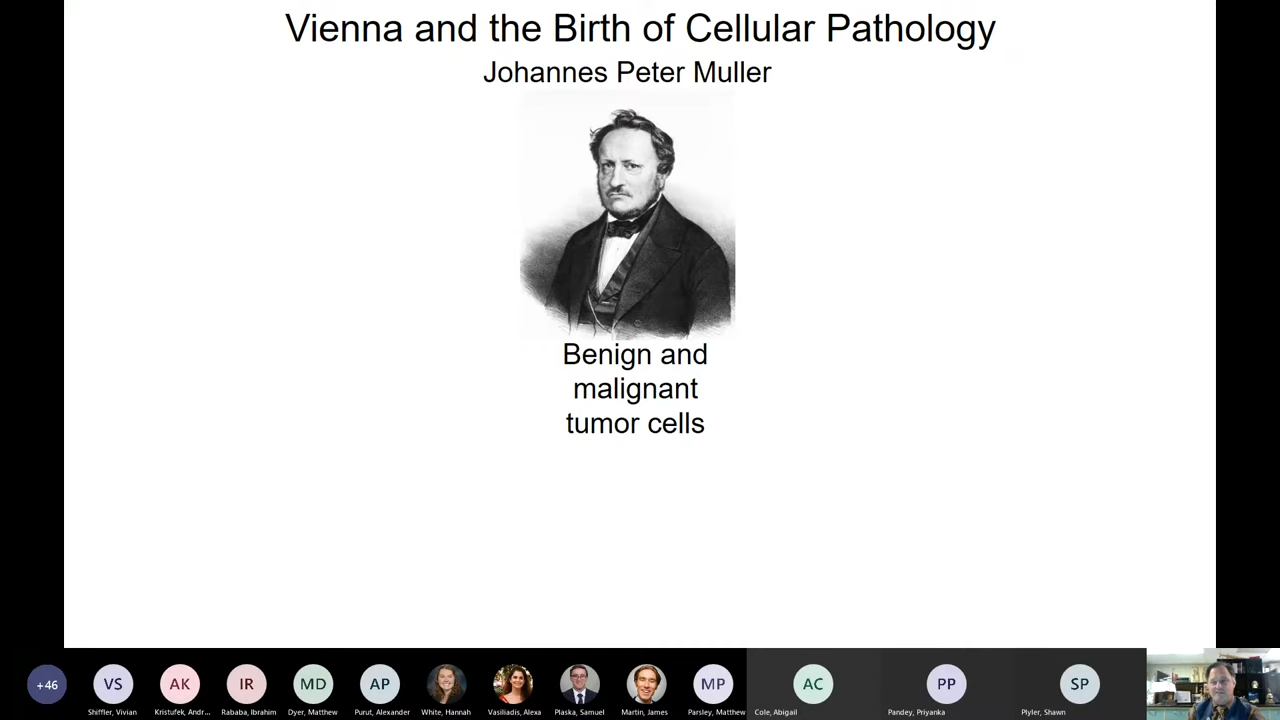 Vienna and the Birth of Cellular Pathology
Johannes Peter Muller
Benign and
malignant
tumor cells
+46
VS
AK
IR
MD
AP
MP
AC
PP
SP
Shiffler, Vivian
Kristufek, Andr...
Rababa, Ibrahim
Dyer, Matthew
Purut, Alexander
White, Hannah
Vasiliadis, Alexa
Plaska, Samuel
Martin, James
Parsley, Matthew
Cole, Abigail
Pandey, Priyanka
Plyler, Shawn